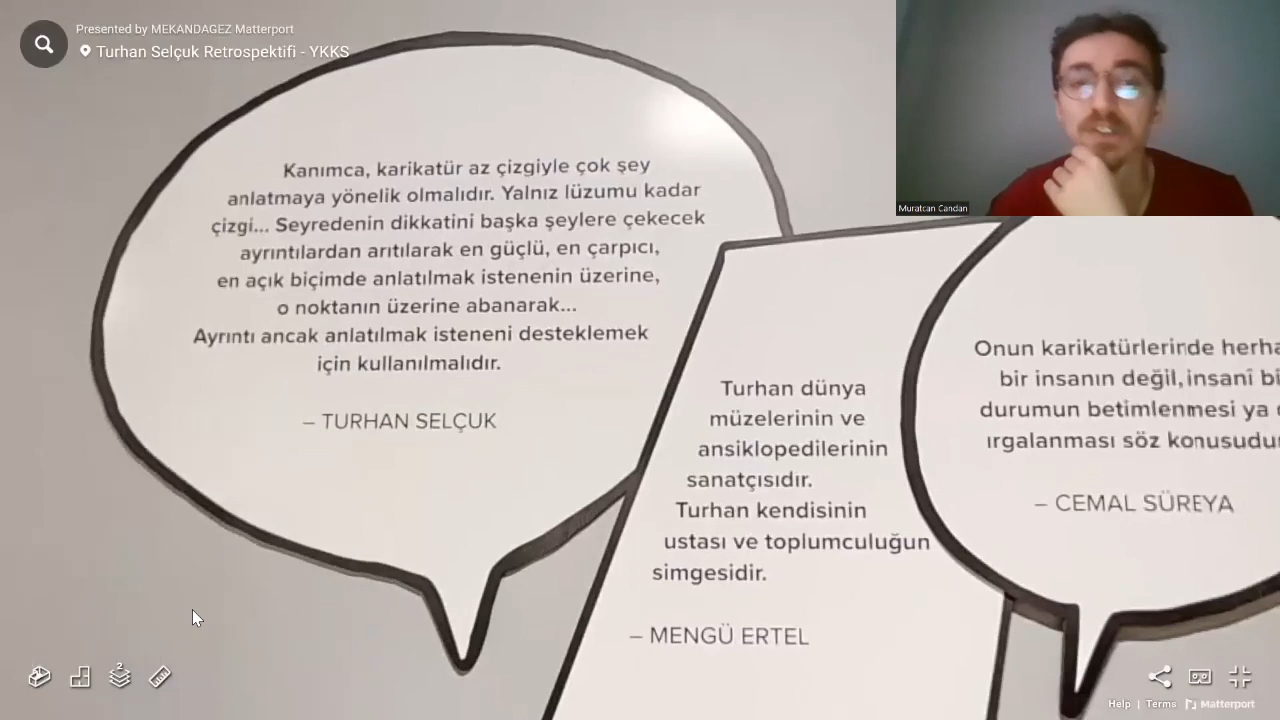 Presented by MEKANDAGEZ Matterport
Turhan Selçuk Retrospektifi - YKKS
Muratcan Candan
Kanımca, karikatür az çizgiyle çok şey
anlatmaya yönelik olmalıdır. Yalnız lüzumu kadar
çizgi... Seyredenin dikkatini başka şeylere çekecek
ayrıntılardan arıtılarak en güçlü, en çarpıcı,
en açık biçimde anlatılmak istenenin üzerine,
o noktanın üzerine abanarak...
Ayrıntı ancak anlatılmak isteneni desteklemek
için kullanılmalıdır.
– TURHAN SELÇUK
Turhan dünya
müzelerinin ve
ansiklopedilerinin
sanatçısıdır.
Turhan kendisinin
ustası ve toplumculuğun
simgesidir.
– MENGÜ ERTEL
Onun karikatürlerinde
bir insanın değil, insanî
durumun betimlenmesi ya
ırgalanması söz
– CEMAL SÜREYA
2
Help | Terms Matterport